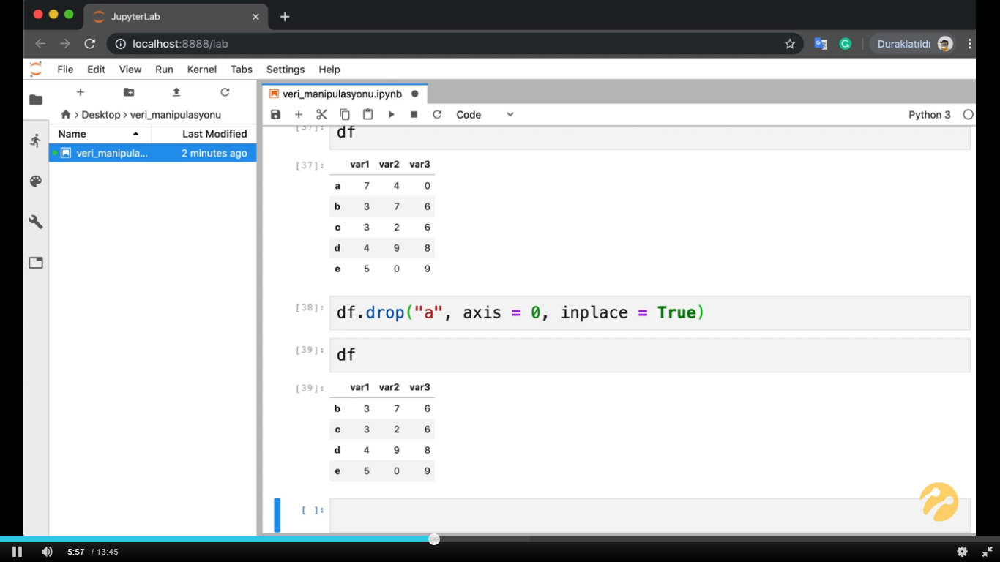 JupyterLab
localhost:8888/lab
Duraklatıldı
File Edit View Run Kernel Tabs Settings Help
veri_manipulasyonu.ipynb
Desktop > veri_manipulasyonu
Code
Python 3
Name Last Modified
veri_manipula... 2 minutes ago
[37]: df
[37]: var1 var2 var3
a 7 4 0
b 3 7 6
c 3 2 6
d 4 9 8
e 5 0 9
[38]: df.drop("a", axis = 0, inplace = True)
[39]: df
[39]: var1 var2 var3
b 3 7 6
c 3 2 6
d 4 9 8
e 5 0 9
[ ]:
5:57 / 13:45